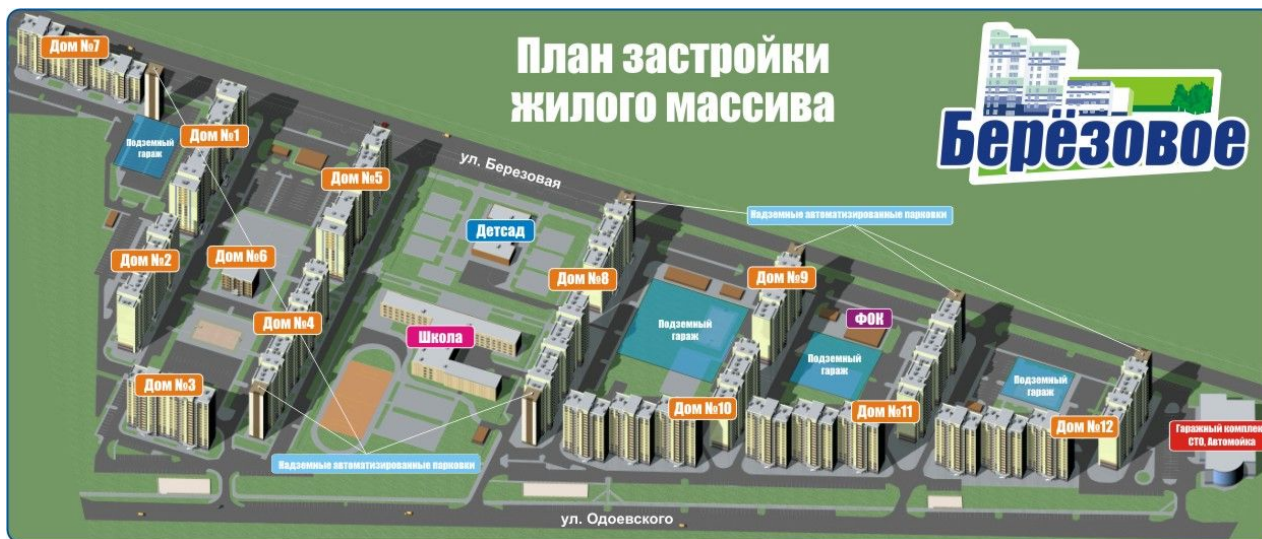 План застройки
жилого массива
Берёзовое
Дом №7
Дом №1
Подземный
гараж
Дом №5
ул. Березовая
Надземные автоматизированные парковки
Детсад
Дом №2
Дом №6
Дом №8
Дом №9
Дом №4
Школа
Подземный
гараж
ФОК
Подземный
гараж
Подземный
гараж
Дом №3
Дом №10
Дом №11
Дом №12
Гаражный комплекс
СТО, Автомойка
Надземные автоматизированные парковки
ул. Одоевского